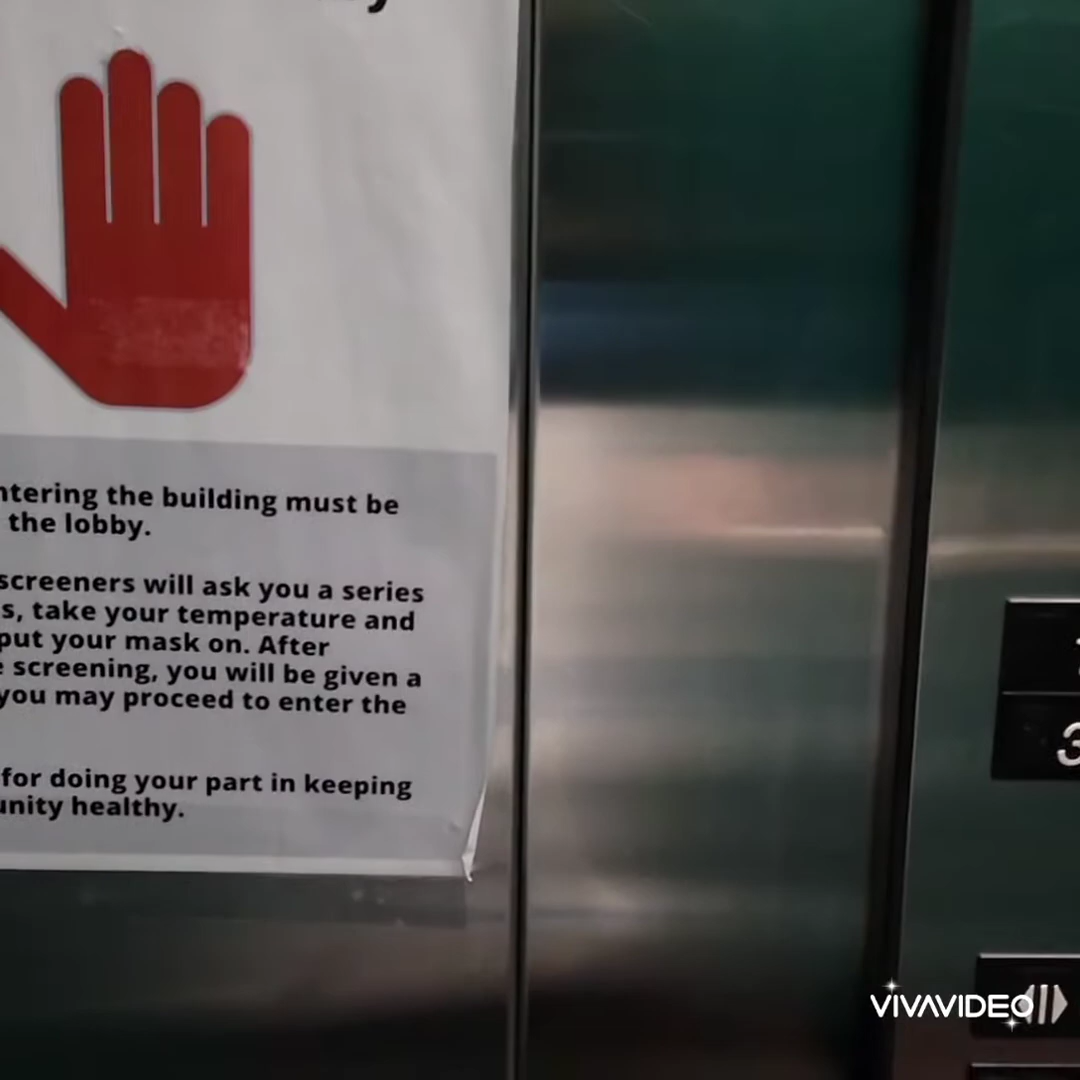 ntering the building must be
the lobby.
screeners will ask you a series
s, take your temperature and
put your mask on. After
screening, you will be given a
you may proceed to enter the
for doing your part in keeping
unity healthy.
3
VIVAVIDEO